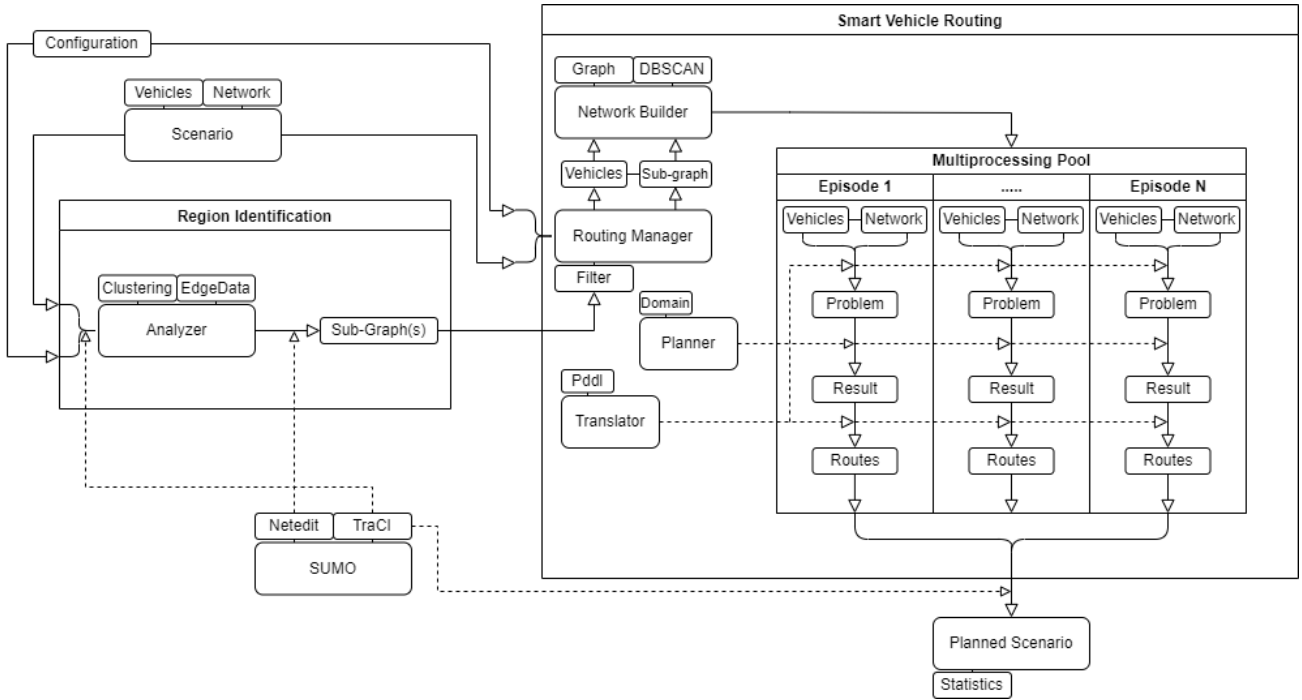 Smart Vehicle Routing
Configuration
Vehicles
Network
Scenario
Graph
DBSCAN
Network Builder
Vehicles
Sub-graph
Routing Manager
Filter
Region Identification
Clustering
EdgeData
Analyzer
Sub-Graph(s)
Domain
Planner
Pddl
Translator
Multiprocessing Pool
Episode 1
.....
Episode N
Vehicles
Network
Vehicles
Network
Vehicles
Network
Problem
Problem
Problem
Result
Result
Result
Routes
Routes
Routes
Netedit
TraCI
SUMO
Planned Scenario
Statistics